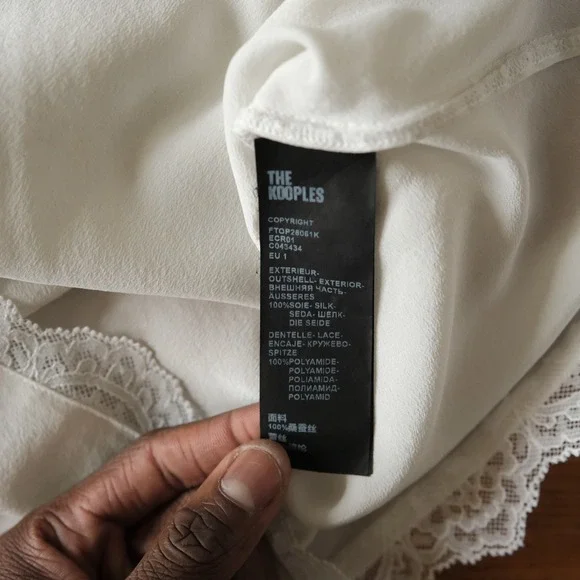 THE
KOOPLES
COPYRIGHT
FTOP28061K
ECR01
C043434
EU 1
EXTERIEUR-
OUTSHELL-EXTERIOR-
ВНЕШНЯЯ ЧАСТЬ-
AUSSERES
100%SOIE- SILK-
SEDA- ШЕЛК-
DIE SEIDE
DENTELLE- LACE-
ENCAJE- КРУЖЕВО-
SPITZE
100%POLYAMIDE-
POLYAMIDE-
POLIAMIDA-
ПОЛИАМИД-
POLYAMID
面料
100%桑蚕丝
蕾丝